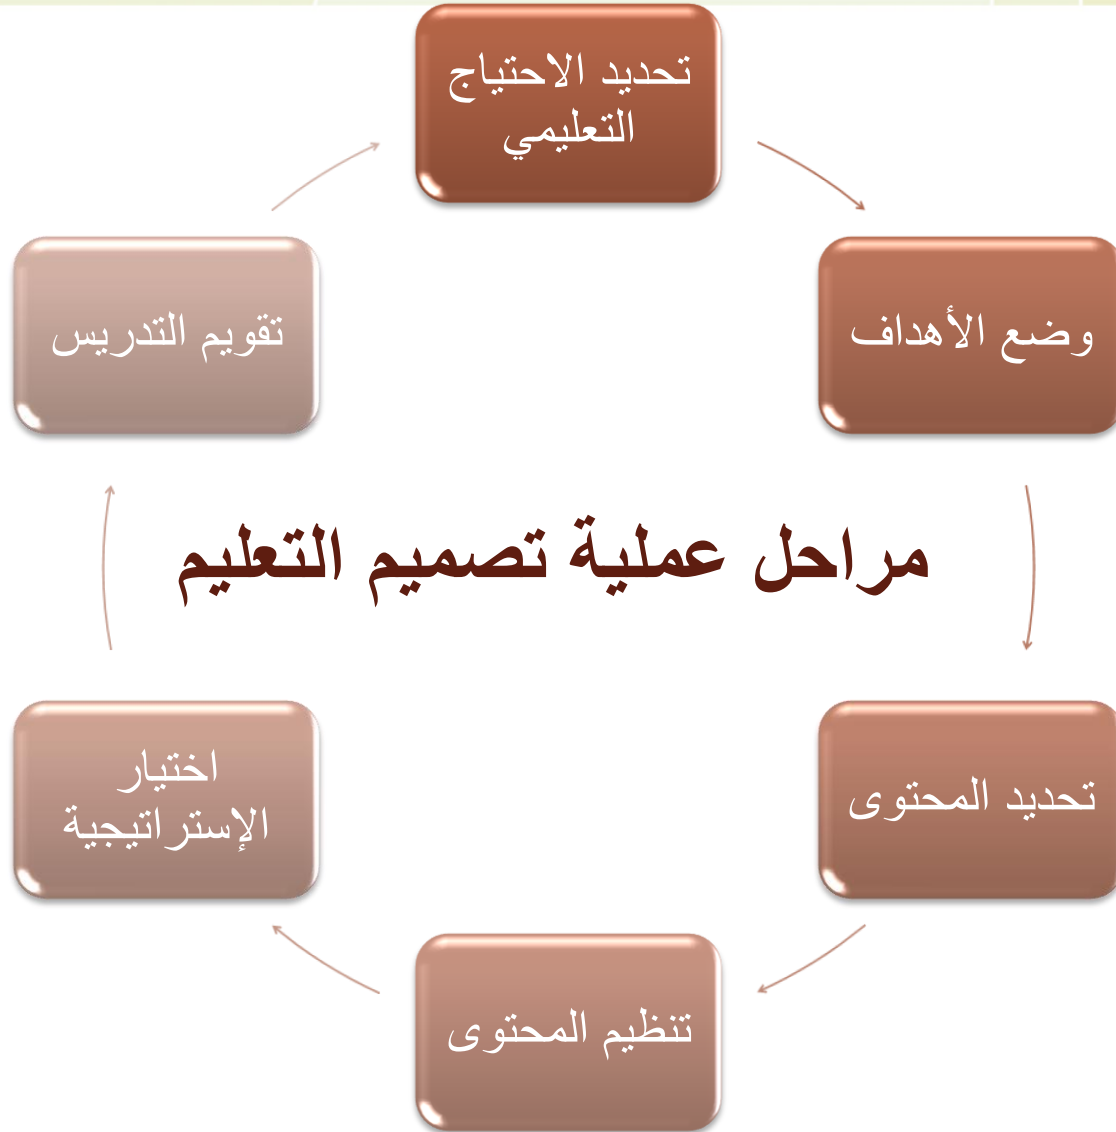 تحديد الاحتياج
التعليمي
وضع الأهداف
تحديد المحتوى
تنظيم المحتوى
اختيار
الإستراتيجية
تقويم التدريس
مراحل عملية تصميم التعليم